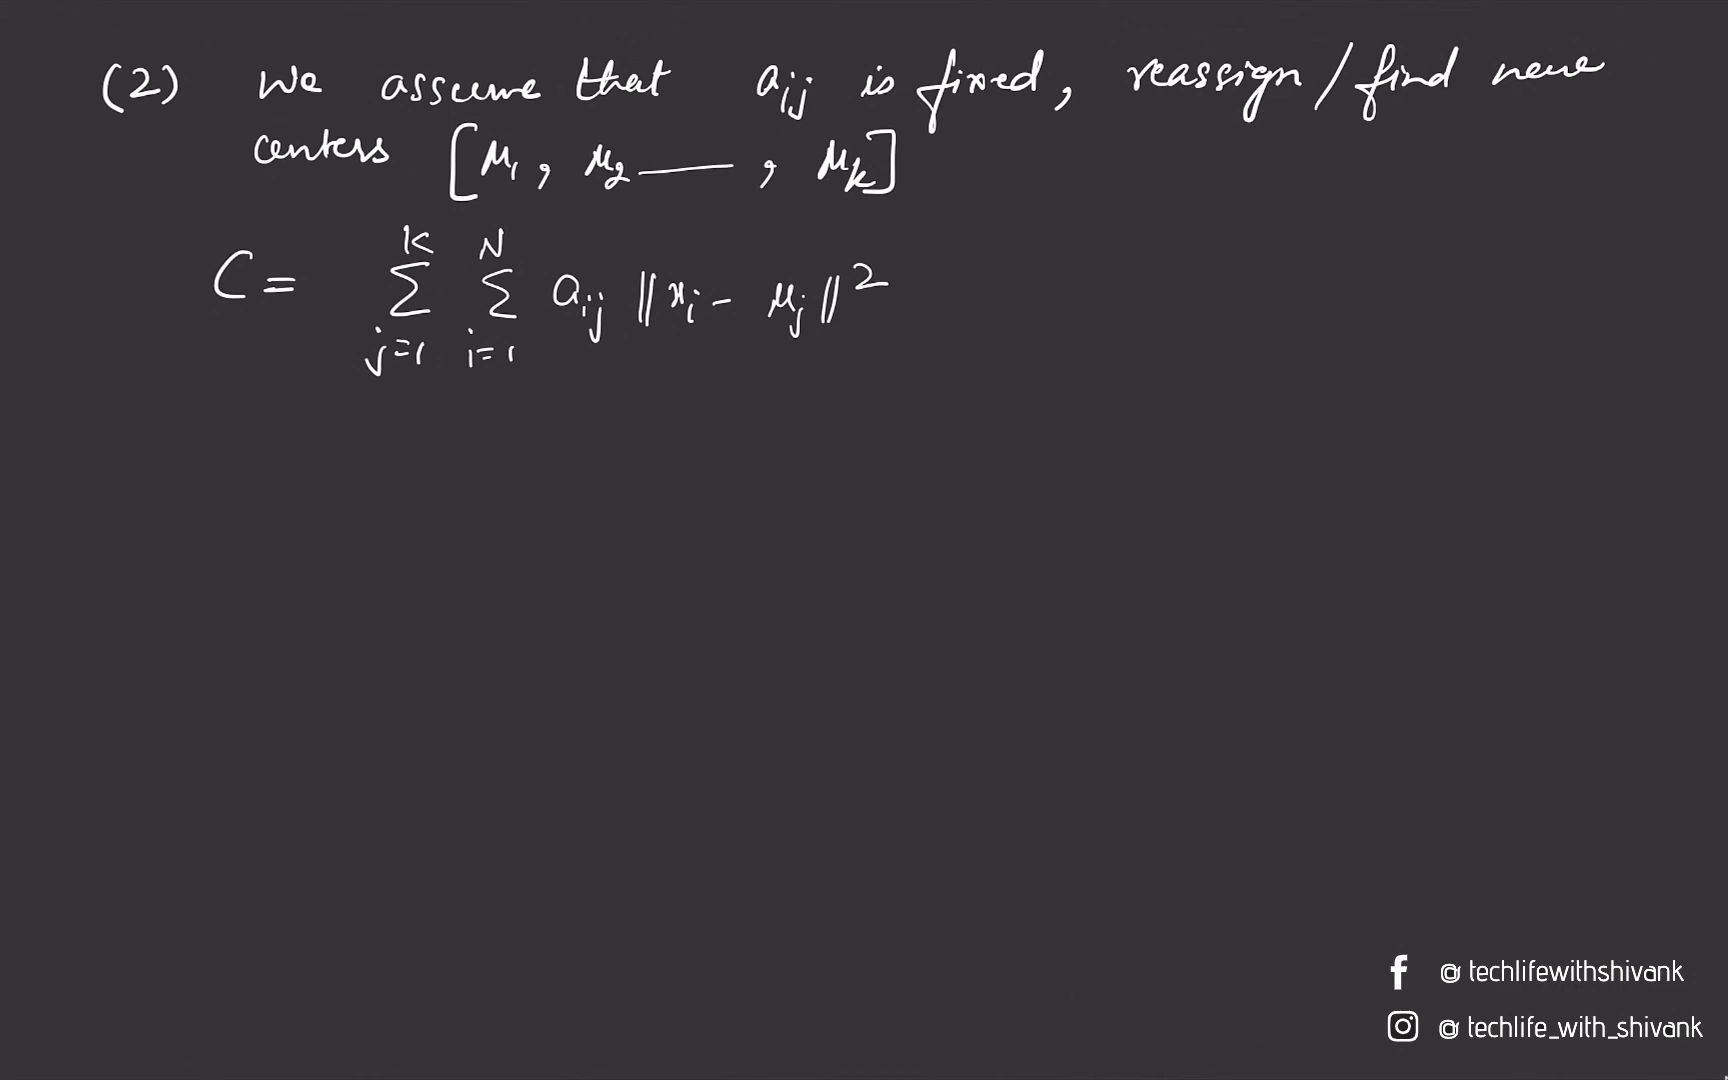 (2) We assume that aij is fixed, reassign/find new
centers [μ1, μ2 —, μk]
C = K∑j=1 N∑i=1 aij ||xi - μj||²
@ techlifewithshivank
@ techlife_with_shivank